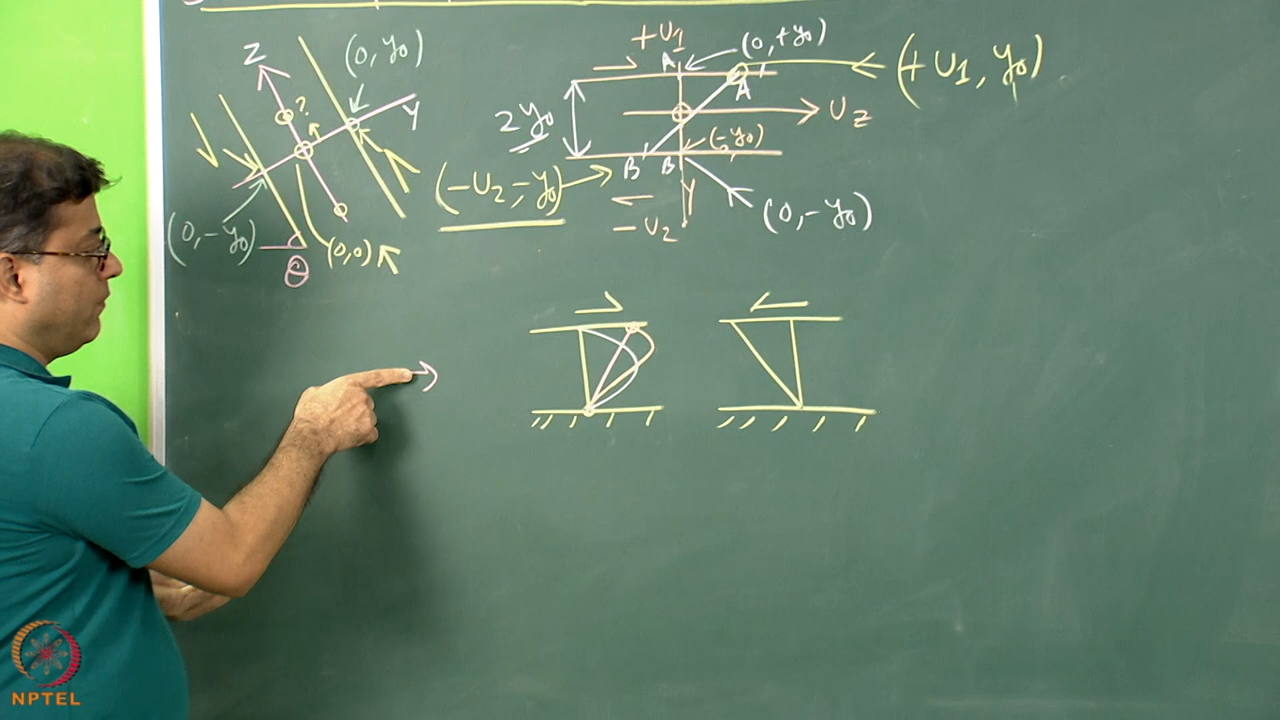 Z
?
(0, y₀)
Y
(0, -y₀)
θ
(0,0)
+U₁
A
(0, +y₀)
A
(+U₁, y₀)
2y₀
U_Z
(-y₀)
B
B
(-U₂, -y₀)
Y
-U₂
(0, -y₀)
NPTEL